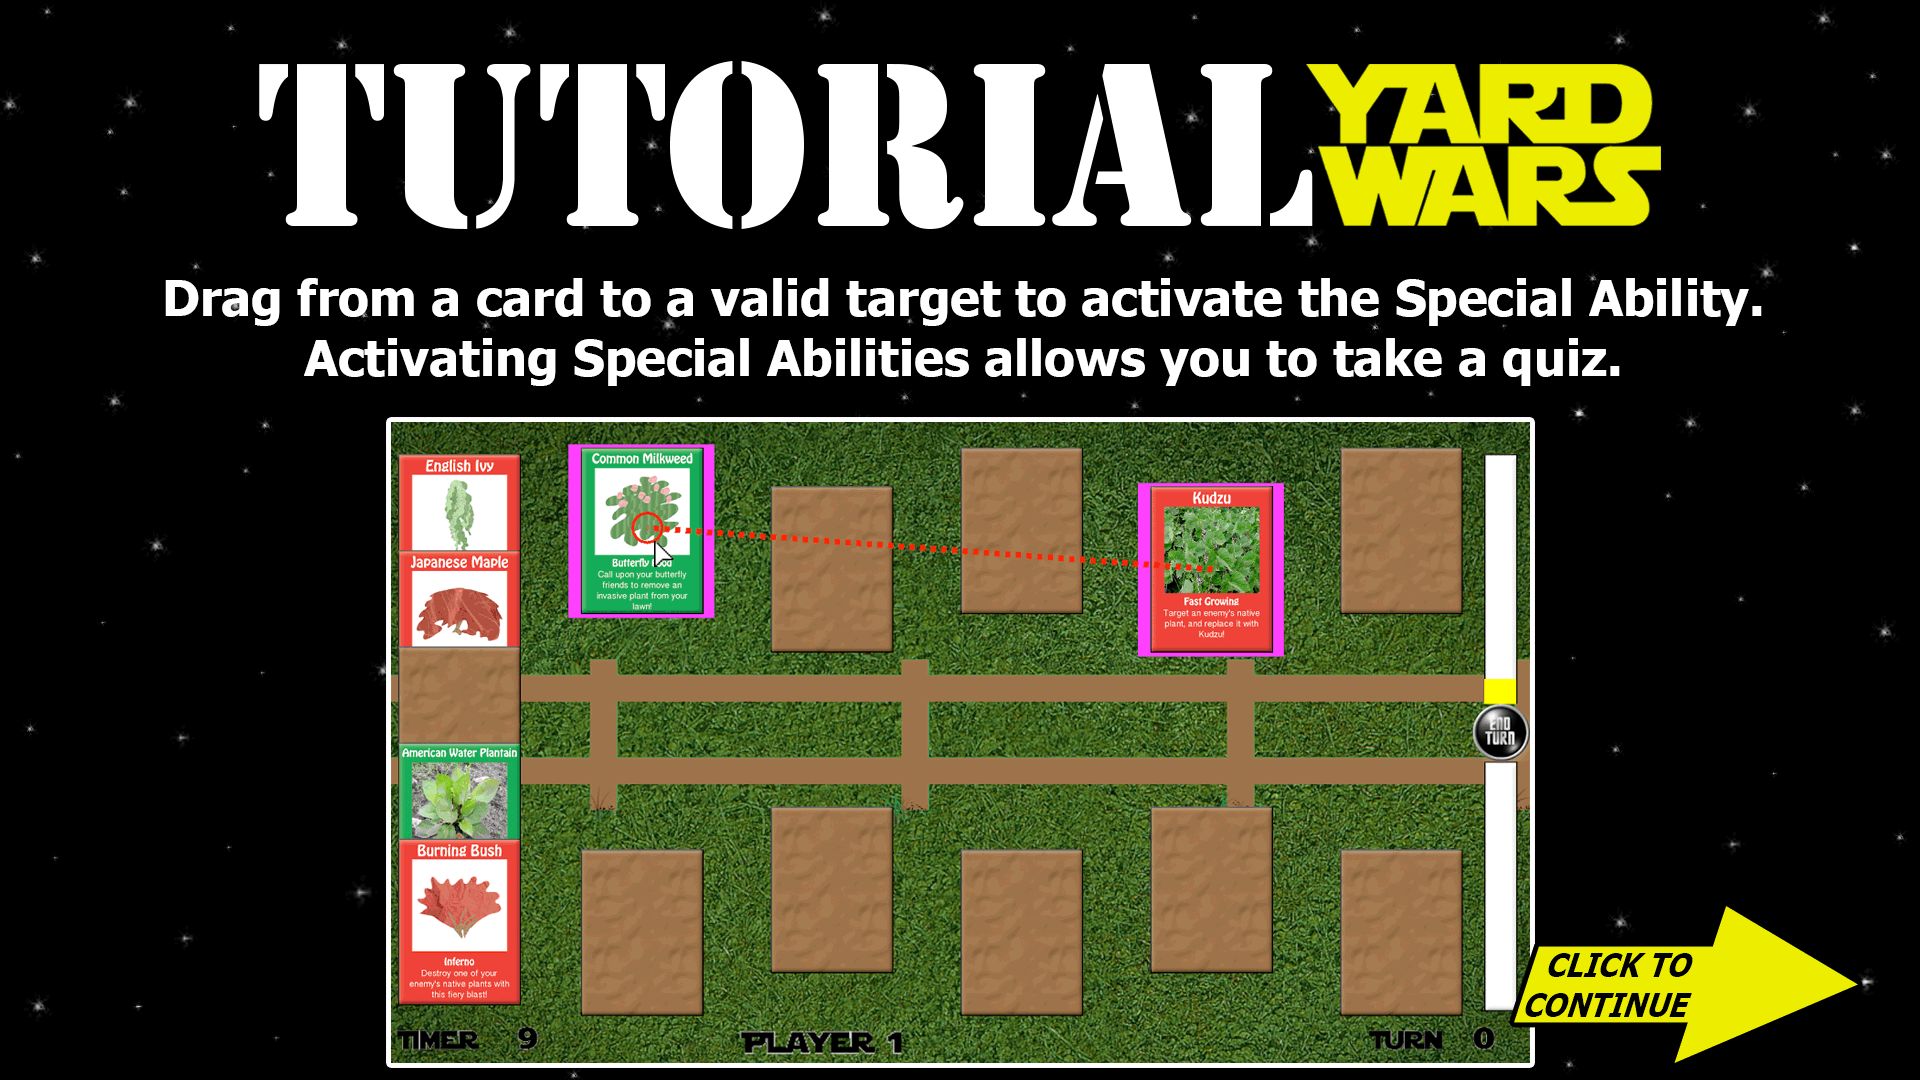 TUTORIAL
YARD
WARS
Drag from a card to a valid target to activate the Special Ability.
Activating Special Abilities allows you to take a quiz.
English Ivy
Japanese Maple
American Water Plantain
Burning Bush
Inferno
Destroy one of your
enemy's native plants with
this fiery blast!
Common Milkweed
Butterfly Food
Call upon your butterfly
friends to remove an
invasive plant from your
lawn!
Kudzu
Fast Growing
Target an enemy's native
plant, and replace it with
Kudzu!
END
TURN
TIMER 9
PLAYER 1
TURN 0
CLICK TO
CONTINUE